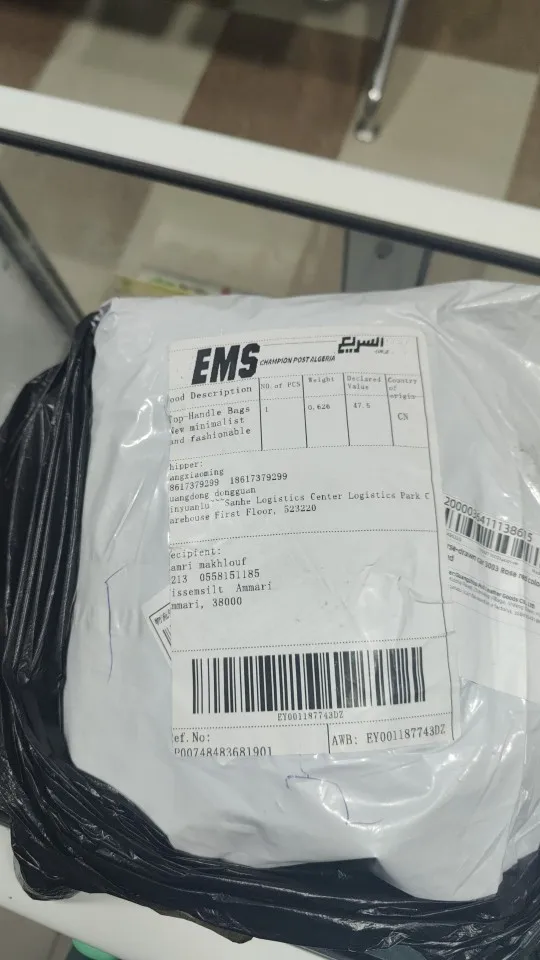 EMS CHAMPION POST ALGERIA السريع
ood Description NO. of PCS Weight Declared Value Country of origin
Top Handle Bags 1 0.626 47.5 CN
New minimalist
and fashionable
hipper:
angxiaoming
8617379299 18617379299
uangdong dongguan
inyuanlu Sanhe Logistics Center Logistics Park C
arehouse First Floor, 523220
ecipient:
amri makhlouf
213 0558151185
issemsilt Ammari
mmari, 38000
EY001187743DZ
ef. No:
P00748483681901
AWB: EY001187743DZ